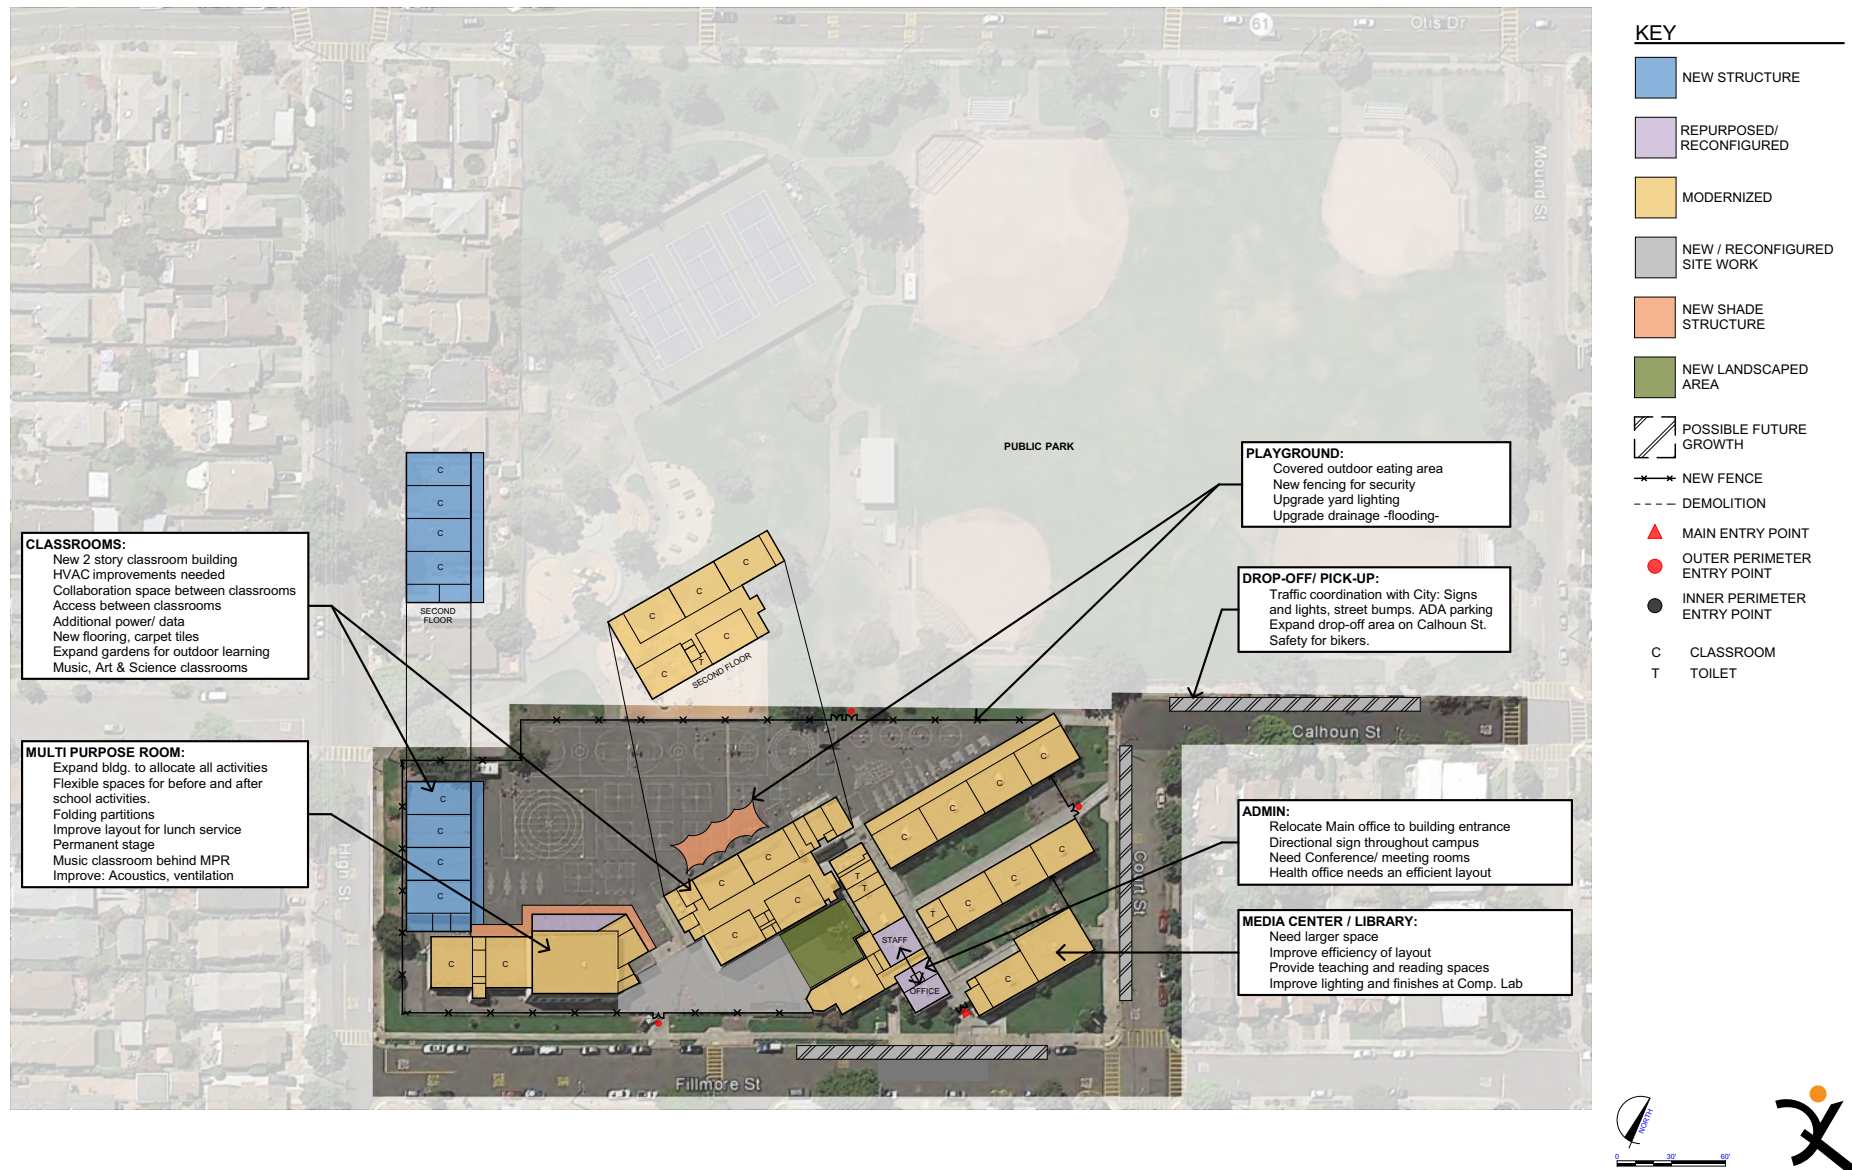 61
Otis Dr
Mound St
KEY
NEW STRUCTURE
REPURPOSED/
RECONFIGURED
MODERNIZED
NEW / RECONFIGURED
SITE WORK
NEW SHADE
STRUCTURE
NEW LANDSCAPED
AREA
POSSIBLE FUTURE
GROWTH
NEW FENCE
DEMOLITION
MAIN ENTRY POINT
OUTER PERIMETER
ENTRY POINT
INNER PERIMETER
ENTRY POINT
C CLASSROOM
T TOILET
PUBLIC PARK
PLAYGROUND:
Covered outdoor eating area
New fencing for security
Upgrade yard lighting
Upgrade drainage -flooding-
C
C
C
C
SECOND
FLOOR
CLASSROOMS:
New 2 story classroom building
HVAC improvements needed
Collaboration space between classrooms
Access between classrooms
Additional power/ data
New flooring, carpet tiles
Expand gardens for outdoor learning
Music, Art & Science classrooms
C
C
C
C
C
T
SECOND FLOOR
DROP-OFF/ PICK-UP:
Traffic coordination with City: Signs
and lights, street bumps. ADA parking
Expand drop-off area on Calhoun St.
Safety for bikers.
Calhoun St
MULTI PURPOSE ROOM:
Expand bldg. to allocate all activities
Flexible spaces for before and after
school activities.
Folding partitions
Improve layout for lunch service
Permanent stage
Music classroom behind MPR
Improve: Acoustics, ventilation
High St
C
C
C
C
C
C
C
C
C
C
C
C
C
C
T
T
C
C
T
C
STAFF
OFFICE
Court St
ADMIN:
Relocate Main office to building entrance
Directional sign throughout campus
Need Conference/ meeting rooms
Health office needs an efficient layout
MEDIA CENTER / LIBRARY:
Need larger space
Improve efficiency of layout
Provide teaching and reading spaces
Improve lighting and finishes at Comp. Lab
Fillmore St
NORTH
0 30' 60'